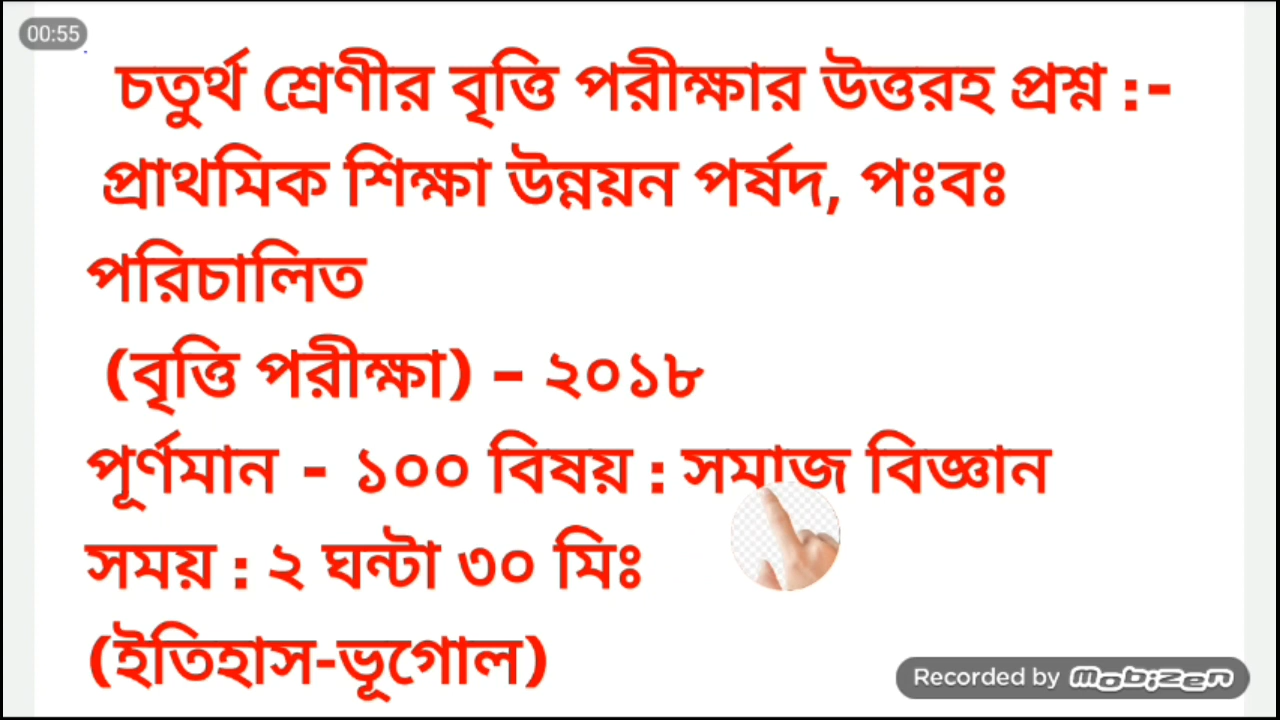 00:55
চতুর্থ শ্রেণীর বৃত্তি পরীক্ষার উত্তরহ প্রশ্ন :-
প্রাথমিক শিক্ষা উন্নয়ন পর্ষদ, পঃবঃ
পরিচালিত
(বৃত্তি পরীক্ষা) – ২০১৮
পূর্ণমান - ১০০ বিষয় : সমাজ বিজ্ঞান
সময় : ২ ঘন্টা ৩০ মিঃ
(ইতিহাস-ভূগোল)
Recorded by mobizen